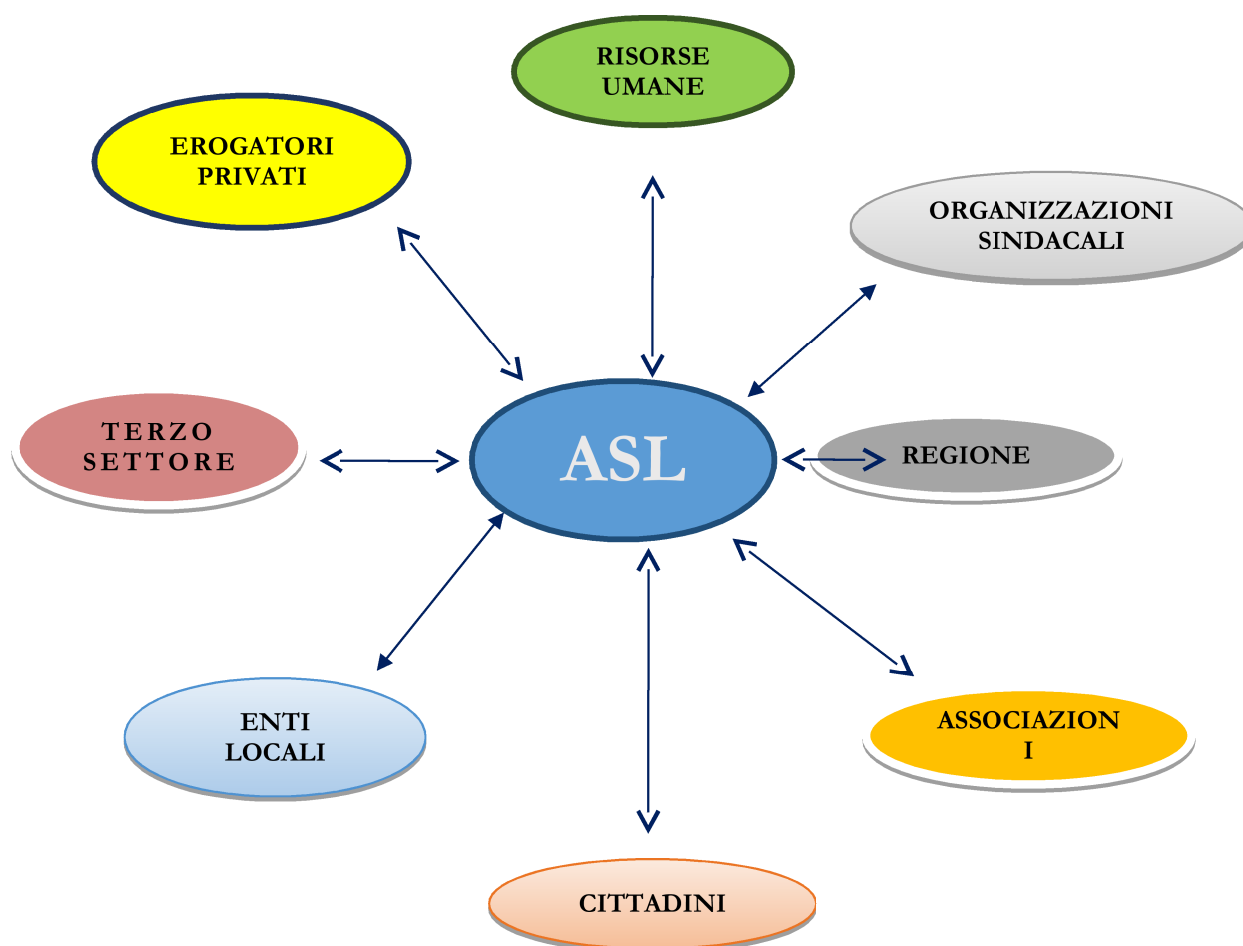 RISORSE
UMANE
EROGATORI
PRIVATI
ORGANIZZAZIONI
SINDACALI
TERZO
SETTORE
ASL
REGIONE
ENTI
LOCALI
ASSOCIAZION
I
CITTADINI